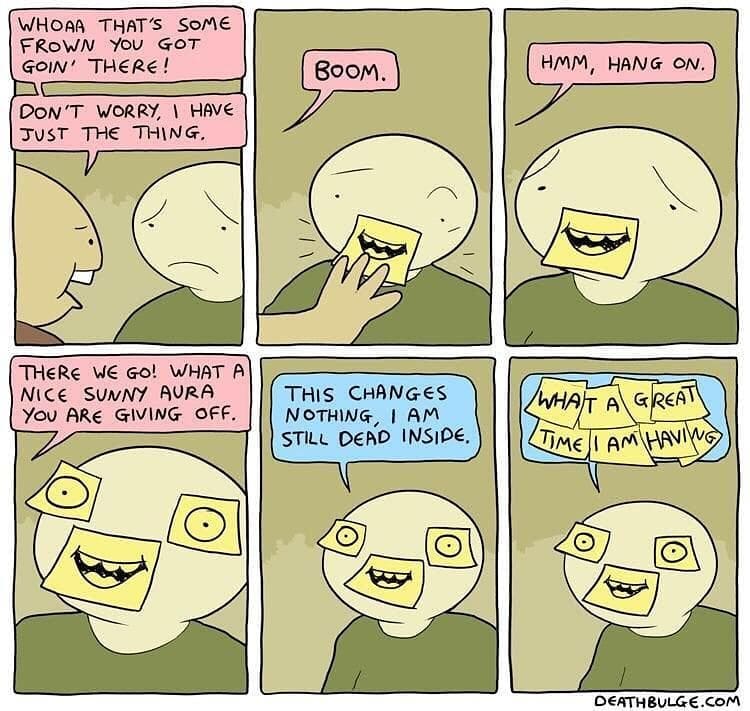 WHOAA THAT'S SOME
FROWN YOU GOT
GOIN' THERE!
DON'T WORRY, I HAVE
JUST THE THING.
BOOM.
HMM, HANG ON.
THERE WE GO! WHAT A
NICE SUNNY AURA
YOU ARE GIVING OFF.
THIS CHANGES
NOTHING, I AM
STILL DEAD INSIDE.
WHAT A GREAT
TIME I AM HAVING
DEATHBULGE.COM